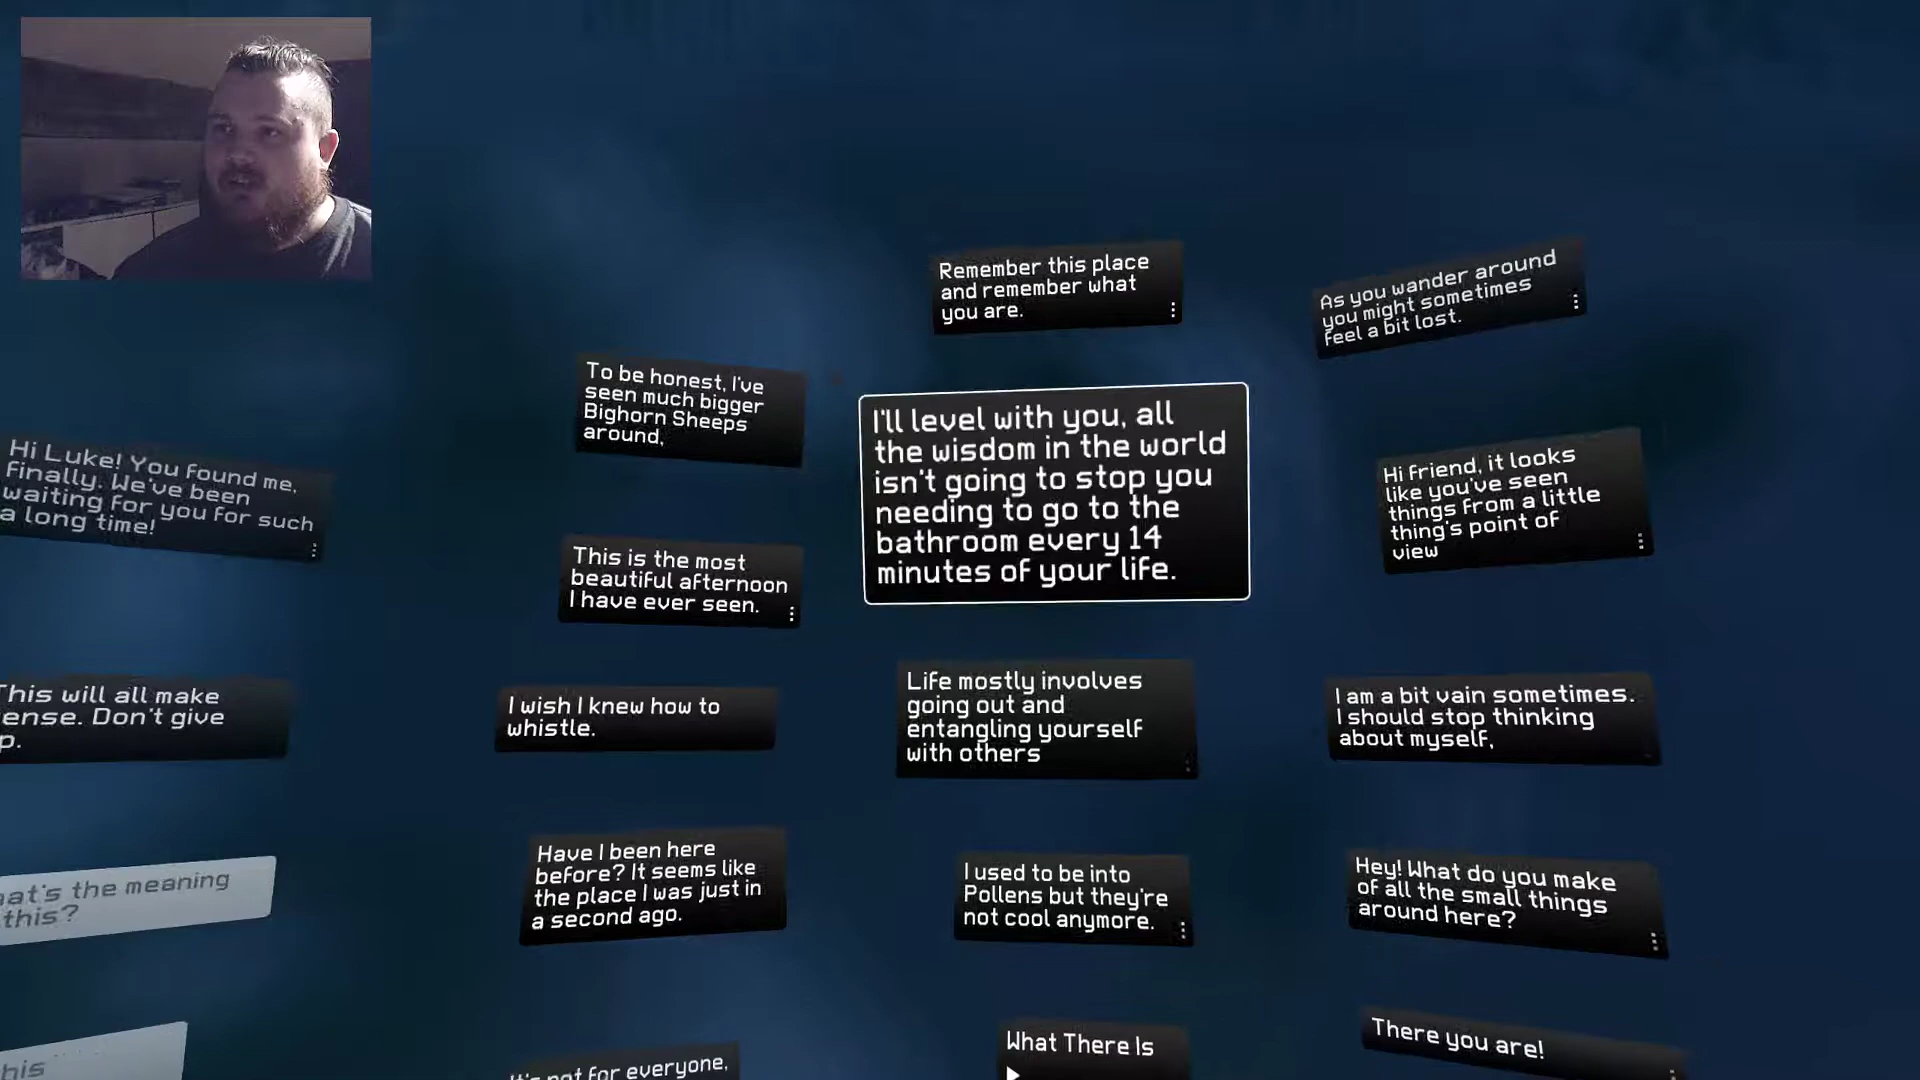 Remember this place
and remember what
you are.
As you wander around
you might sometimes
feel a bit lost.
To be honest, I've
seen much bigger
Bighorn Sheeps
around,
I'll level with you, all
the wisdom in the world
isn't going to stop you
needing to go to the
bathroom every 14
minutes of your life.
Hi Luke! You found me,
finally. We've been
waiting for you for such
a long time!
Hi friend, it looks
like you've seen
things from a little
thing's point of
view
This is the most
beautiful afternoon
I have ever seen.
This will all make
ense. Don't give
p.
I wish I knew how to
whistle.
Life mostly involves
going out and
entangling yourself
with others
I am a bit vain sometimes.
I should stop thinking
about myself,
Have I been here
before? It seems like
the place I was just in
a second ago.
I used to be into
Pollens but they're
not cool anymore.
Hey! What do you make
of all the small things
around here?
hat's the meaning
this?
What There Is
There you are!
his
It's not for everyone,